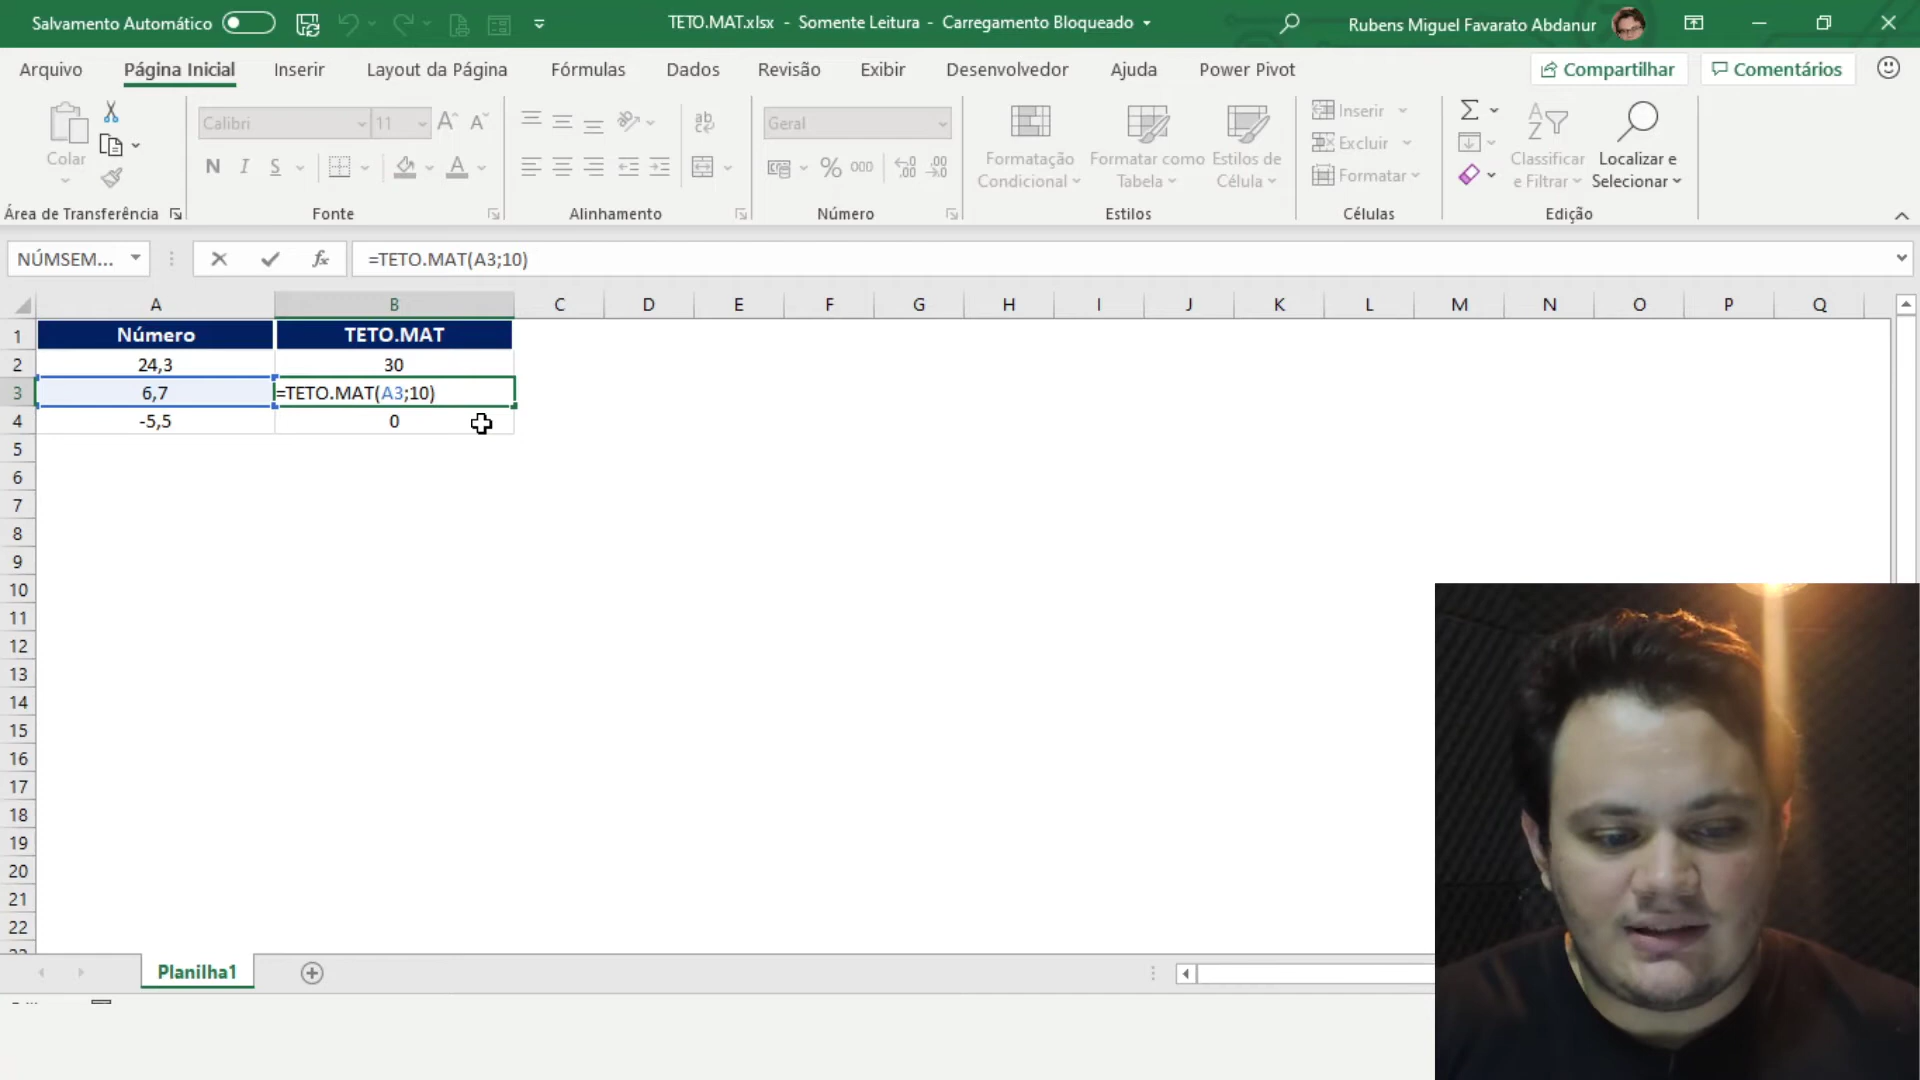 Salvamento Automático
TETO.MAT.xlsx - Somente Leitura - Carregamento Bloqueado
Rubens Miguel Favarato Abdanur
Arquivo Página Inicial Inserir Layout da Página Fórmulas Dados Revisão Exibir Desenvolvedor Ajuda Power Pivot Compartilhar Comentários
Colar
Área de Transferência
Calibri 11
N I S
Fonte
Alinhamento
Geral
% 000
Número
Formatação Condicional
Formatar como Tabela
Estilos de Célula
Estilos
Inserir
Excluir
Formatar
Células
Classificar e Filtrar
Localizar e Selecionar
Edição
NÚMSEM... fx =TETO.MAT(A3;10)
A B C D E F G H I J K L M N O P Q
1 Número TETO.MAT
2 24,3 30
3 6,7 =TETO.MAT(A3;10)
4 -5,5 0
5
6
7
8
9
10
11
12
13
14
15
16
17
18
19
20
21
22
Planilha1